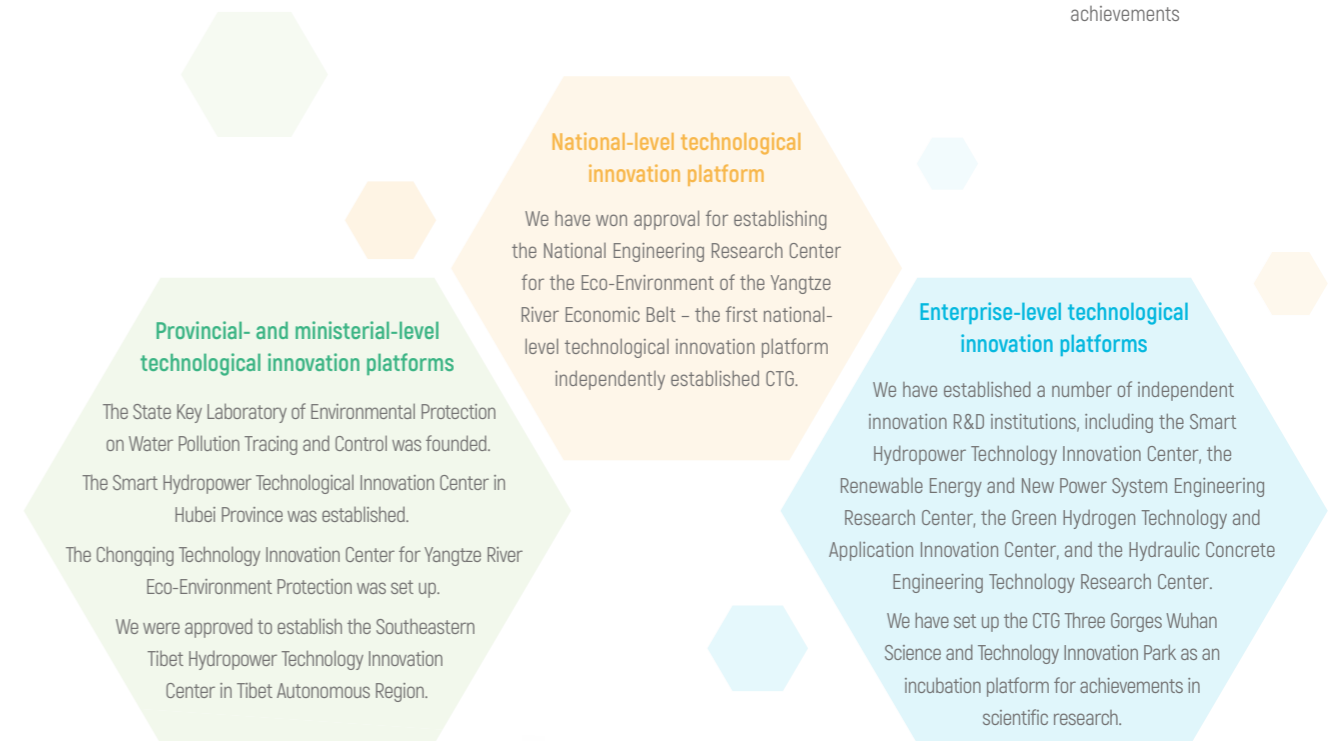 achievements
National-level technological
innovation platform
We have won approval for establishing
the National Engineering Research Center
for the Eco-Environment of the Yangtze
River Economic Belt – the first national-
level technological innovation platform
independently established CTG.
Provincial- and ministerial-level
technological innovation platforms
The State Key Laboratory of Environmental Protection
on Water Pollution Tracing and Control was founded.
The Smart Hydropower Technological Innovation Center in
Hubei Province was established.
The Chongqing Technology Innovation Center for Yangtze River
Eco-Environment Protection was set up.
We were approved to establish the Southeastern
Tibet Hydropower Technology Innovation
Center in Tibet Autonomous Region.
Enterprise-level technological
innovation platforms
We have established a number of independent
innovation R&D institutions, including the Smart
Hydropower Technology Innovation Center, the
Renewable Energy and New Power System Engineering
Research Center, the Green Hydrogen Technology and
Application Innovation Center, and the Hydraulic Concrete
Engineering Technology Research Center.
We have set up the CTG Three Gorges Wuhan
Science and Technology Innovation Park as an
incubation platform for achievements in
scientific research.